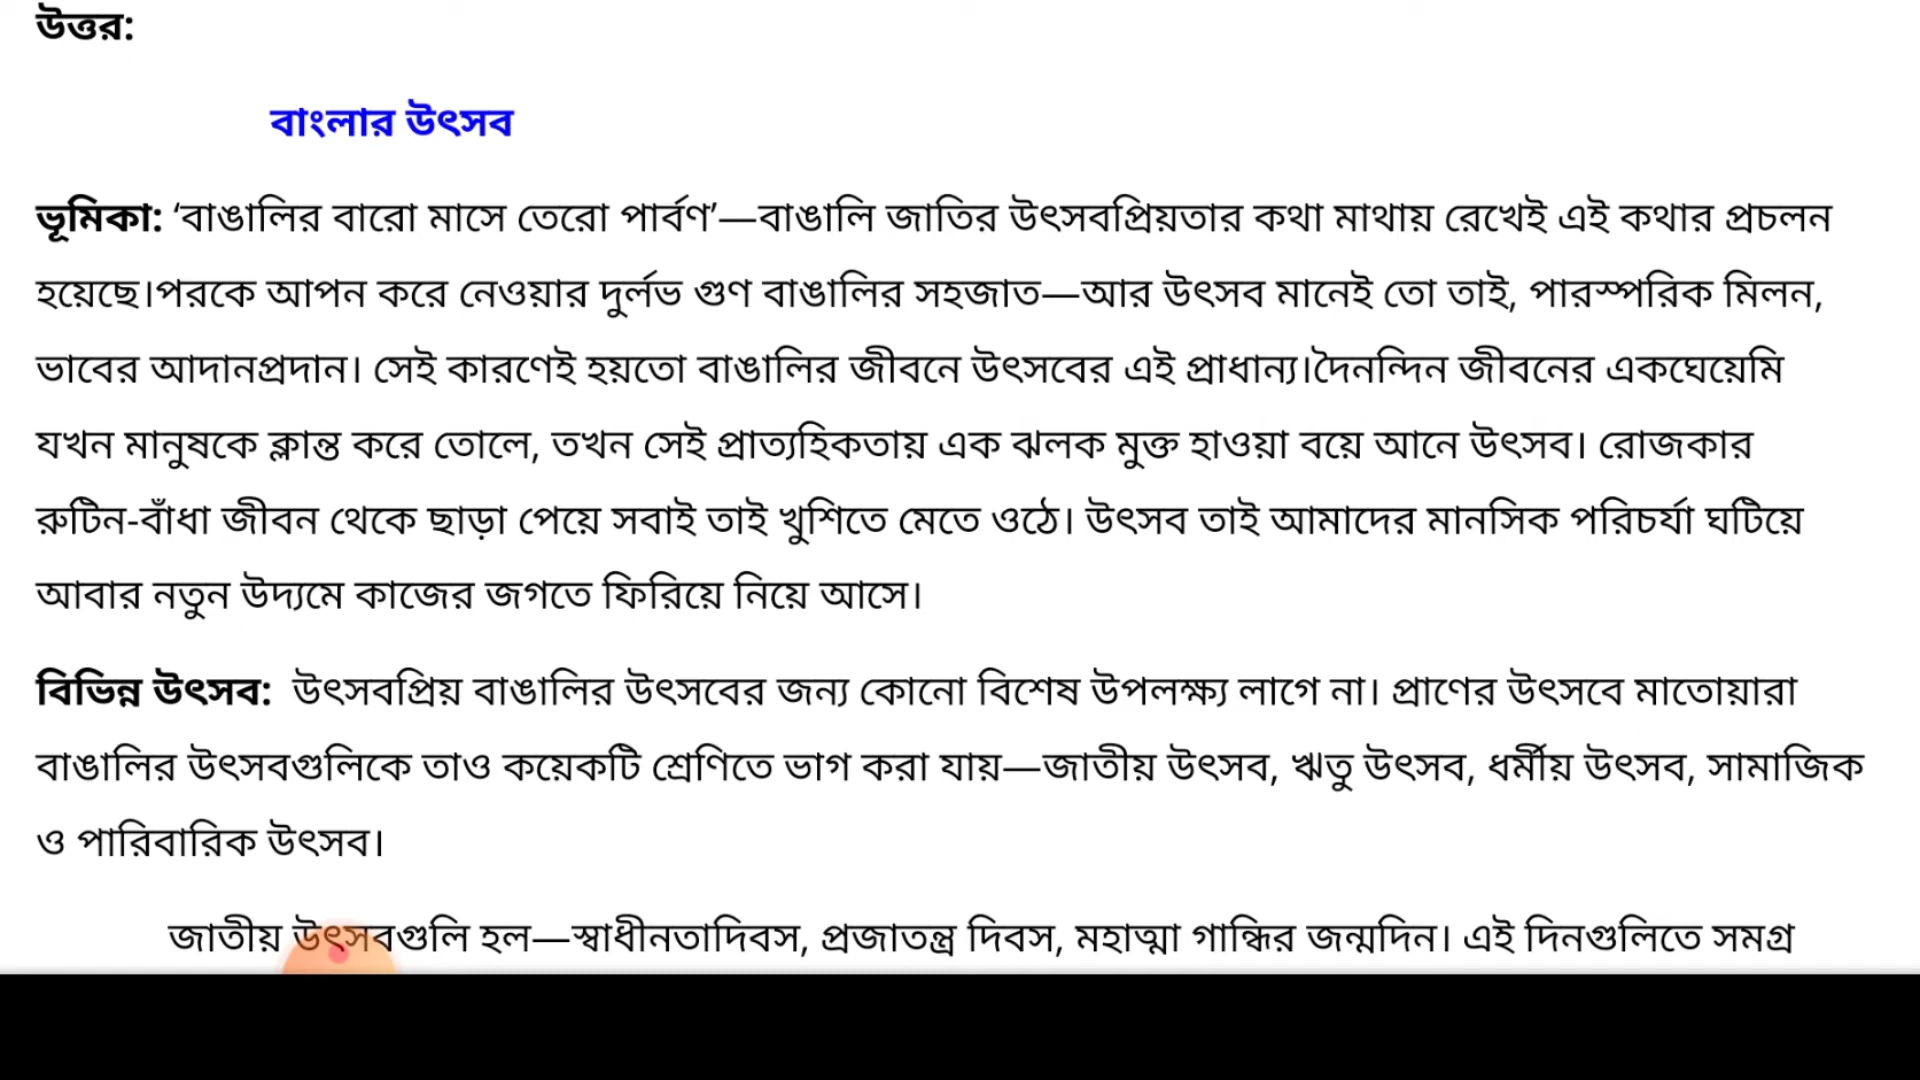 উত্তর:
বাংলার উৎসব
ভূমিকা: ‘বাঙালির বারো মাসে তেরো পার্বণ’—বাঙালি জাতির উৎসবপ্রিয়তার কথা মাথায় রেখেই এই কথার প্রচলন
হয়েছে।পরকে আপন করে নেওয়ার দুর্লভ গুণ বাঙালির সহজাত—আর উৎসব মানেই তো তাই, পারস্পরিক মিলন,
ভাবের আদানপ্রদান। সেই কারণেই হয়তো বাঙালির জীবনে উৎসবের এই প্রাধান্য।দৈনন্দিন জীবনের একঘেয়েমি
যখন মানুষকে ক্লান্ত করে তোলে, তখন সেই প্রাত্যহিকতায় এক ঝলক মুক্ত হাওয়া বয়ে আনে উৎসব। রোজকার
রুটিন-বাঁধা জীবন থেকে ছাড়া পেয়ে সবাই তাই খুশিতে মেতে ওঠে। উৎসব তাই আমাদের মানসিক পরিচর্যা ঘটিয়ে
আবার নতুন উদ্যমে কাজের জগতে ফিরিয়ে নিয়ে আসে।
বিভিন্ন উৎসব: উৎসবপ্রিয় বাঙালির উৎসবের জন্য কোনো বিশেষ উপলক্ষ্য লাগে না। প্রাণের উৎসবে মাতোয়ারা
বাঙালির উৎসবগুলিকে তাও কয়েকটি শ্রেণিতে ভাগ করা যায়—জাতীয় উৎসব, ঋতু উৎসব, ধর্মীয় উৎসব, সামাজিক
ও পারিবারিক উৎসব।
জাতীয় উৎসবগুলি হল—স্বাধীনতাদিবস, প্রজাতন্ত্র দিবস, মহাত্মা গান্ধির জন্মদিন। এই দিনগুলিতে সমগ্র